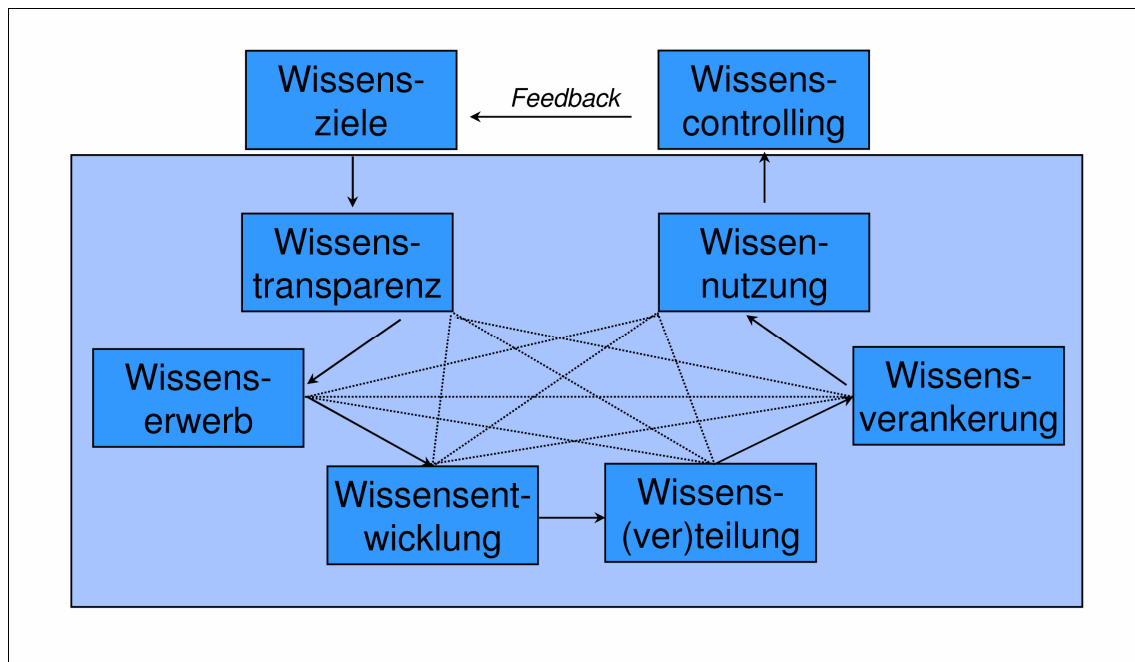 Wissens-
ziele
Feedback
Wissens-
controlling
Wissens-
transparenz
Wissen-
nutzung
Wissens-
erwerb
Wissens-
verankerung
Wissensent-
wicklung
Wissens-
(ver)teilung